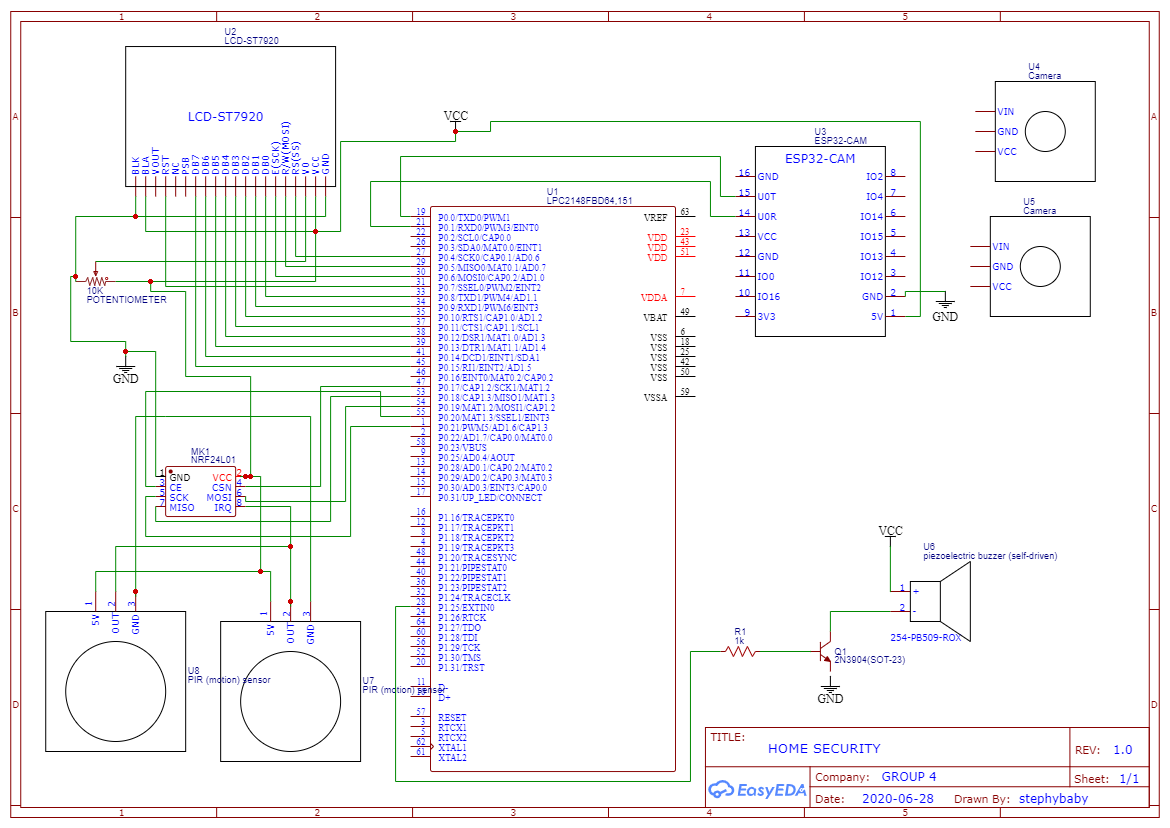 1 2 3 4 5
A
B
C
D
A
B
C
D
1 2 3 4 5
U2
LCD-ST7920
LCD-ST7920
BLK
BLA
VOUT
RST
NC
PSB
DB7
DB6
DB5
DB4
DB3
DB2
DB1
DB0
E(SCK)
R/W(MOSI)
RS(SS)
V0
VCC
GND
10K
POTENTIOMETER
GND
VCC
U1
LPC2148FBD64,151
19 P0.0/TXD0/PWM1
21 P0.1/RXD0/PWM3/EINT0
22 P0.2/SCL0/CAP0.0
26 P0.3/SDA0/MAT0.0/EINT1
27 P0.4/SCK0/CAP0.1/AD0.6
29 P0.5/MISO0/MAT0.1/AD0.7
30 P0.6/MOSI0/CAP0.2/AD1.0
31 P0.7/SSEL0/PWM2/EINT2
33 P0.8/TXD1/PWM4/AD1.1
34 P0.9/RXD1/PWM6/EINT3
35 P0.10/RTS1/CAP1.0/AD1.2
37 P0.11/CTS1/CAP1.1/SCL1
38 P0.12/DSR1/MAT1.0/AD1.3
39 P0.13/DTR1/MAT1.1/AD1.4
41 P0.14/DCD1/EINT1/SDA1
45 P0.15/RI1/EINT2/AD1.5
46 P0.16/EINT0/MAT0.2/CAP0.2
47 P0.17/CAP1.2/SCK1/MAT1.2
53 P0.18/CAP1.3/MISO1/MAT1.3
54 P0.19/MAT1.2/MOSI1/CAP1.2
55 P0.20/MAT1.3/SSEL1/EINT3
1 P0.21/PWM5/AD1.6/CAP1.3
2 P0.22/AD1.7/CAP0.0/MAT0.0
58 P0.23/VBUS
9 P0.25/AD0.4/AOUT
13 P0.28/AD0.1/CAP0.2/MAT0.2
14 P0.29/AD0.2/CAP0.3/MAT0.3
15 P0.30/AD0.3/EINT3/CAP0.0
17 P0.31/UP_LED/CONNECT
16 P1.16/TRACEPKT0
12 P1.17/TRACEPKT1
8 P1.18/TRACEPKT2
4 P1.19/TRACEPKT3
48 P1.20/TRACESYNC
44 P1.21/PIPESTAT0
40 P1.22/PIPESTAT1
36 P1.23/PIPESTAT2
32 P1.24/TRACECLK
28 P1.25/EXTIN0
24 P1.26/RTCK
64 P1.27/TDO
60 P1.28/TDI
56 P1.29/TCK
52 P1.30/TMS
20 P1.31/TRST
11 D-
D+
57 RESET
3 RTCX1
5 RTCX2
62 XTAL1
61 XTAL2
VREF 63
VDD 23
VDD 43
VDD 51
VDDA 7
VBAT 49
VSS 6
VSS 18
VSS 25
VSS 42
VSS 50
VSSA 59
U3
ESP32-CAM
ESP32-CAM
16 GND IO2 8
15 U0T IO4 7
14 U0R IO14 6
13 VCC IO15 5
12 GND IO13 4
11 IO0 IO12 3
10 IO16 GND 2
9 3V3 5V 1
GND
U4
Camera
VIN
GND
VCC
U5
Camera
VIN
GND
VCC
MK1
NRF24L01
1 GND VCC 2
3 CE CSN 4
5 SCK MOSI 6
7 MISO IRQ 8
1 2 3
5V OUT GND
U8
PIR (motion) sensor
1 2 3
5V OUT GND
U7
PIR (motion) sensor
VCC
U6
piezoelectric buzzer (self-driven)
1 +
2 -
254-PB509-ROX
R1
1k
Q1
2N3904(SOT-23)
GND
TITLE:
HOME SECURITY
REV: 1.0
EasyEDA
Company: GROUP 4
Sheet: 1/1
Date: 2020-06-28 Drawn By: stephybaby